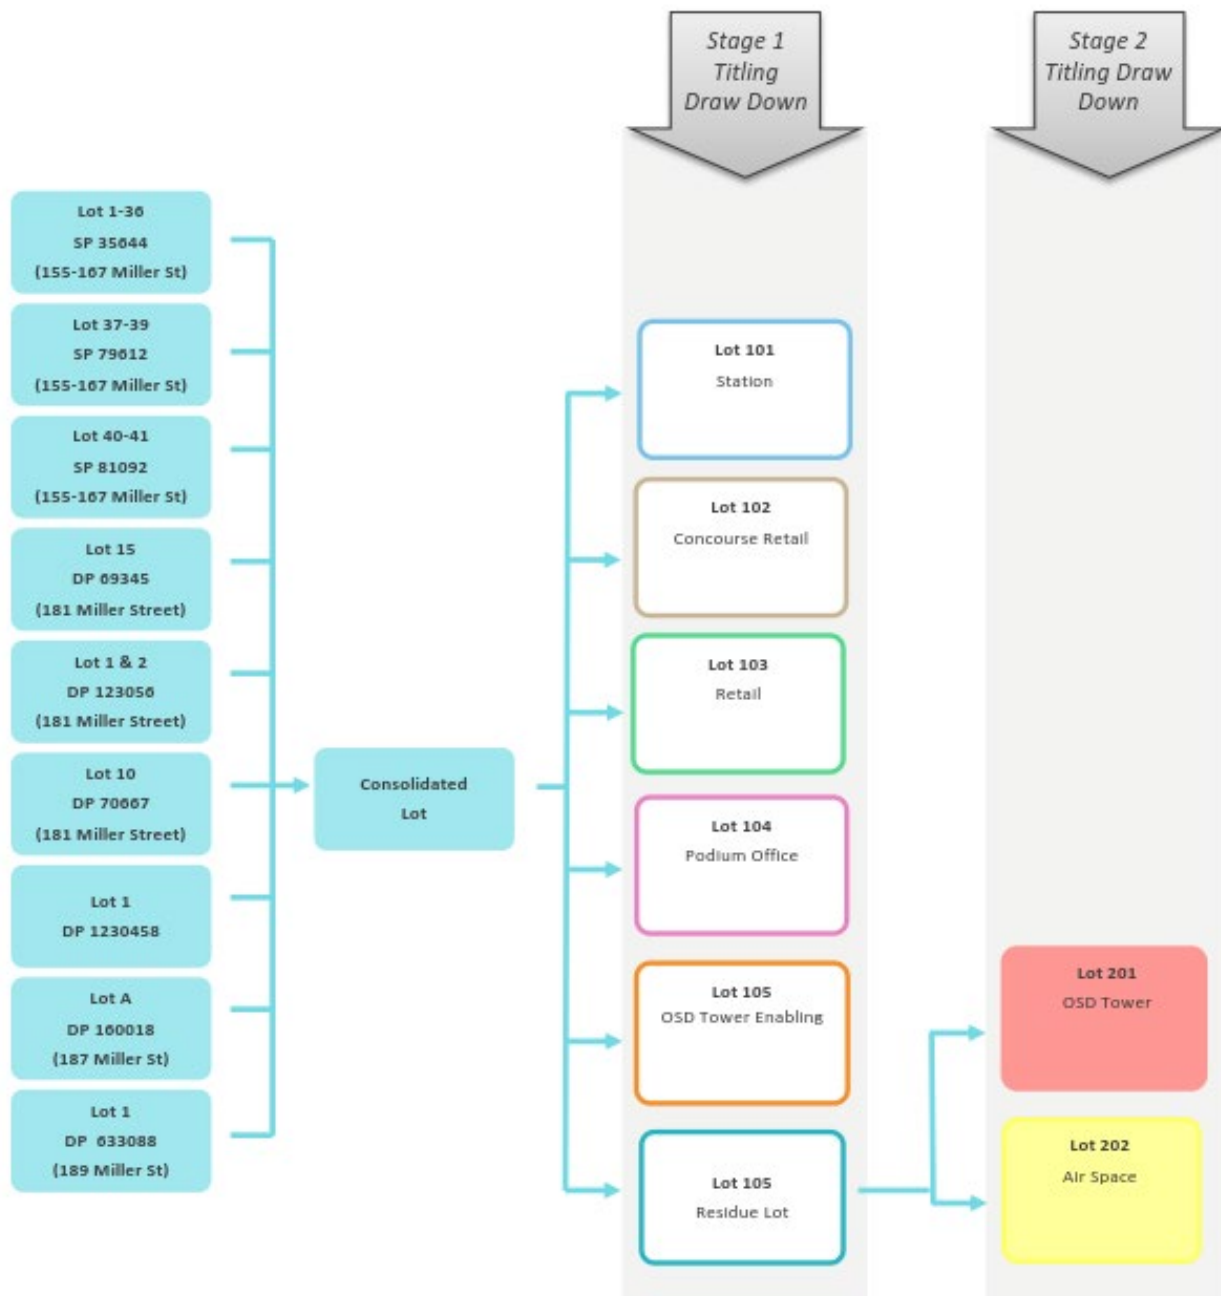 Stage 1
Titling
Draw Down
Stage 2
Titling Draw
Down
Lot 1-36
SP 35644
(155-167 Miller St)
Lot 37-39
SP 79612
(155-167 Miller St)
Lot 40-41
SP 81092
(155-167 Miller St)
Lot 15
DP 69345
(181 Miller Street)
Lot 1 & 2
DP 123056
(181 Miller Street)
Lot 10
DP 70667
(181 Miller Street)
Lot 1
DP 1230458
Lot A
DP 160018
(187 Miller St)
Lot 1
DP 633088
(189 Miller St)
Consolidated
Lot
Lot 101
Station
Lot 102
Concourse Retail
Lot 103
Retail
Lot 104
Podium Office
Lot 105
OSD Tower Enabling
Lot 105
Residue Lot
Lot 201
OSD Tower
Lot 202
Air Space